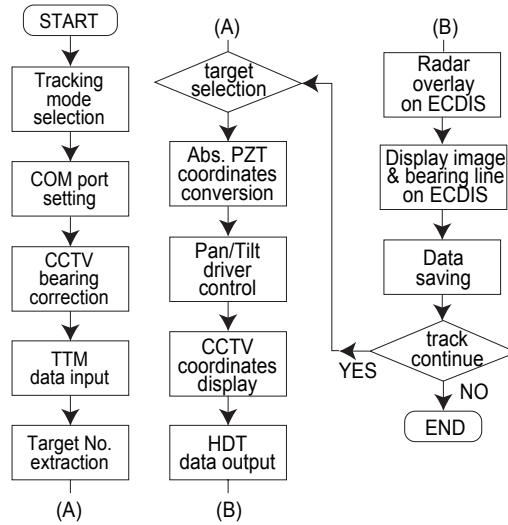 START
Tracking
mode
selection
COM port
setting
CCTV
bearing
correction
TTM
data input
Target No.
extraction
(A)
(A)
target
selection
Abs. PZT
coordinates
conversion
Pan/Tilt
driver
control
CCTV
coordinates
display
HDT
data output
(B)
(B)
Radar
overlay
on ECDIS
Display image
& bearing line
on ECDIS
Data
saving
track
continue
YES
NO
END